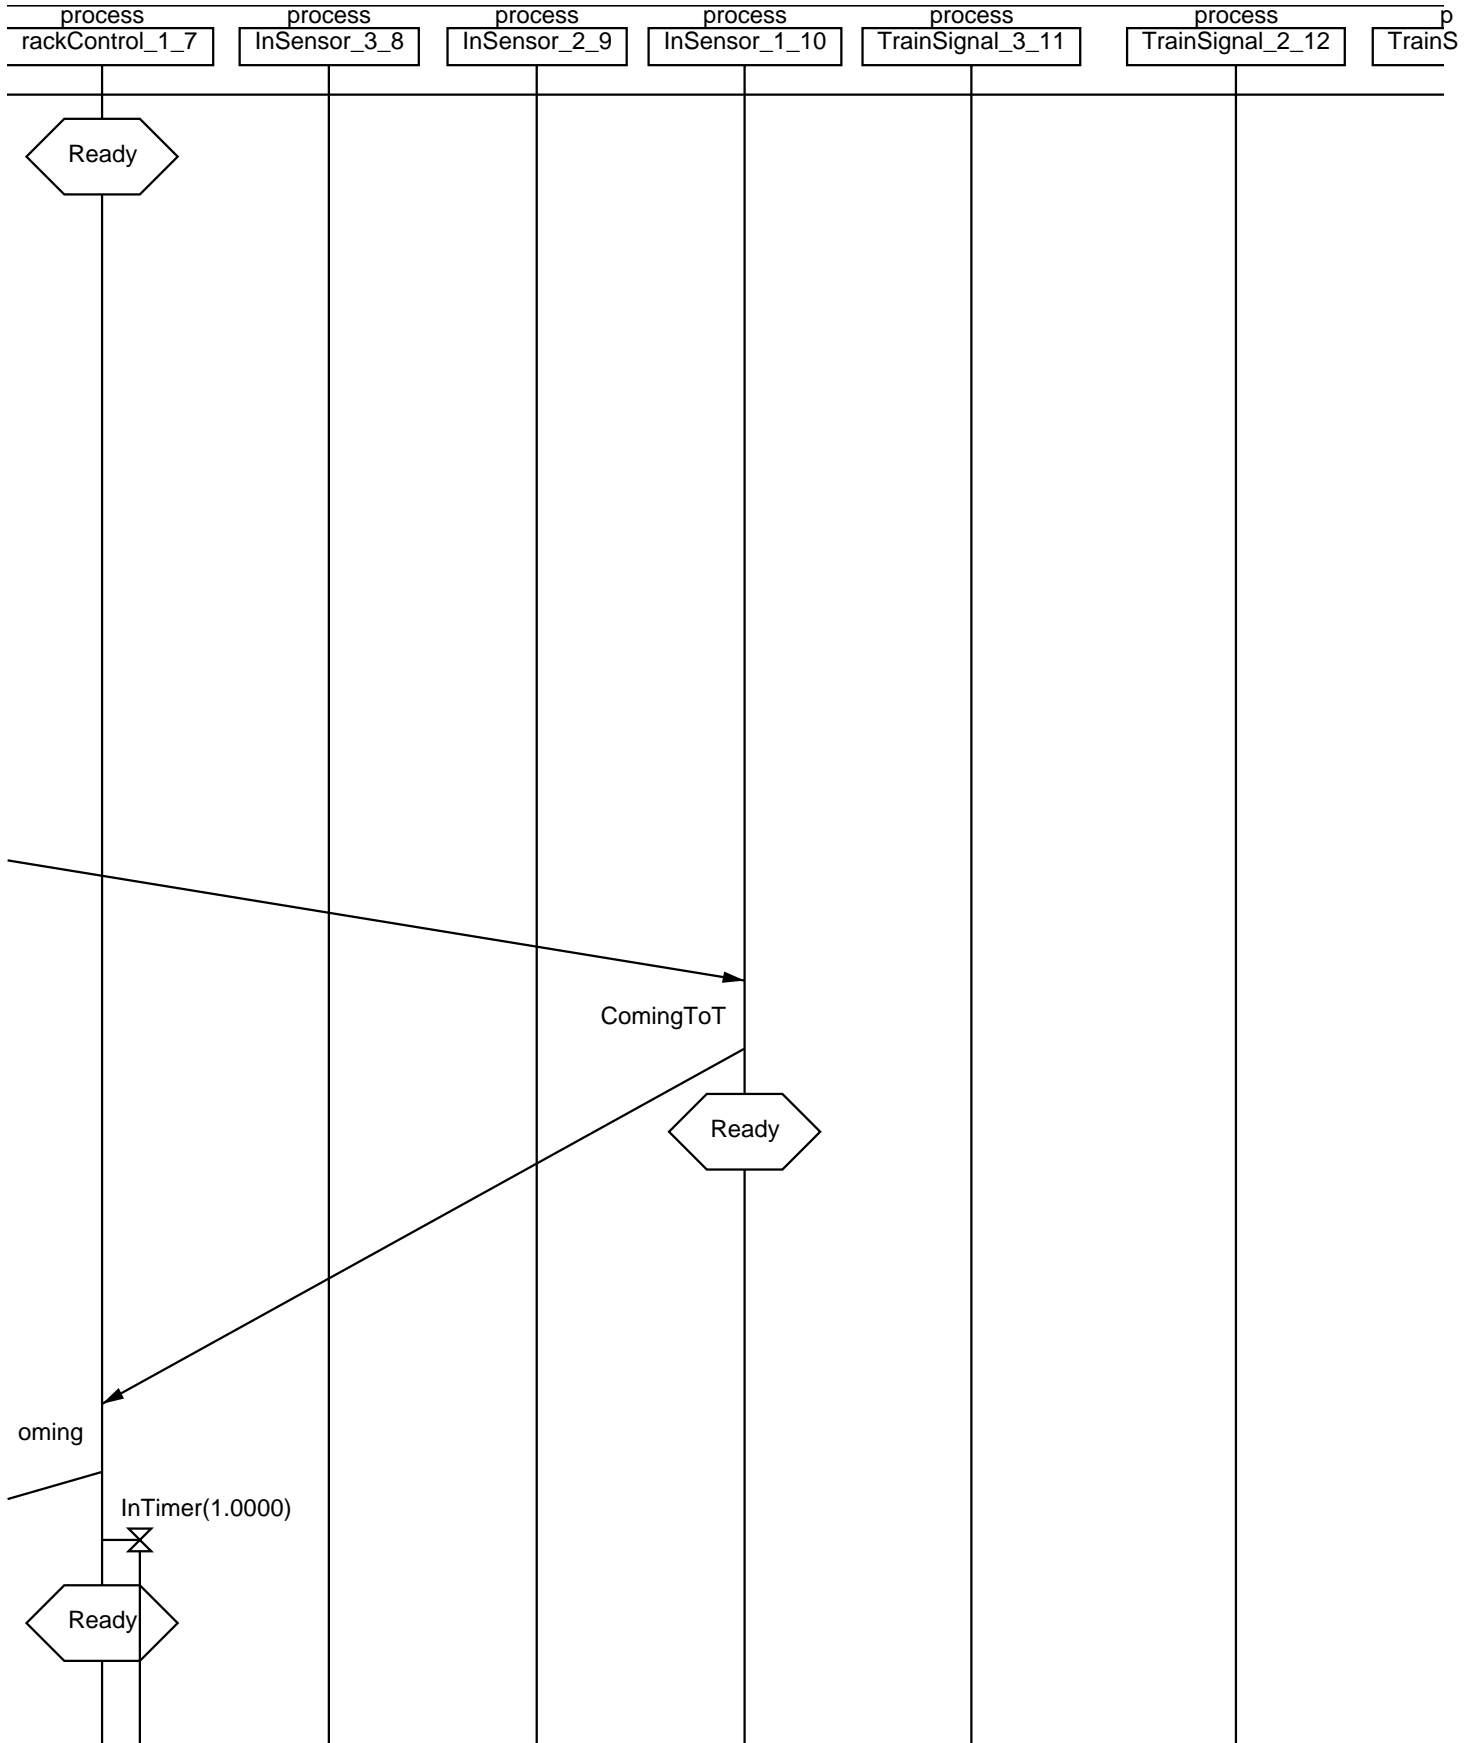 process process process process process process p
rackControl_1_7 InSensor_3_8 InSensor_2_9 InSensor_1_10 TrainSignal_3_11 TrainSignal_2_12 TrainS
Ready
ComingToT
Ready
oming
InTimer(1.0000)
Ready